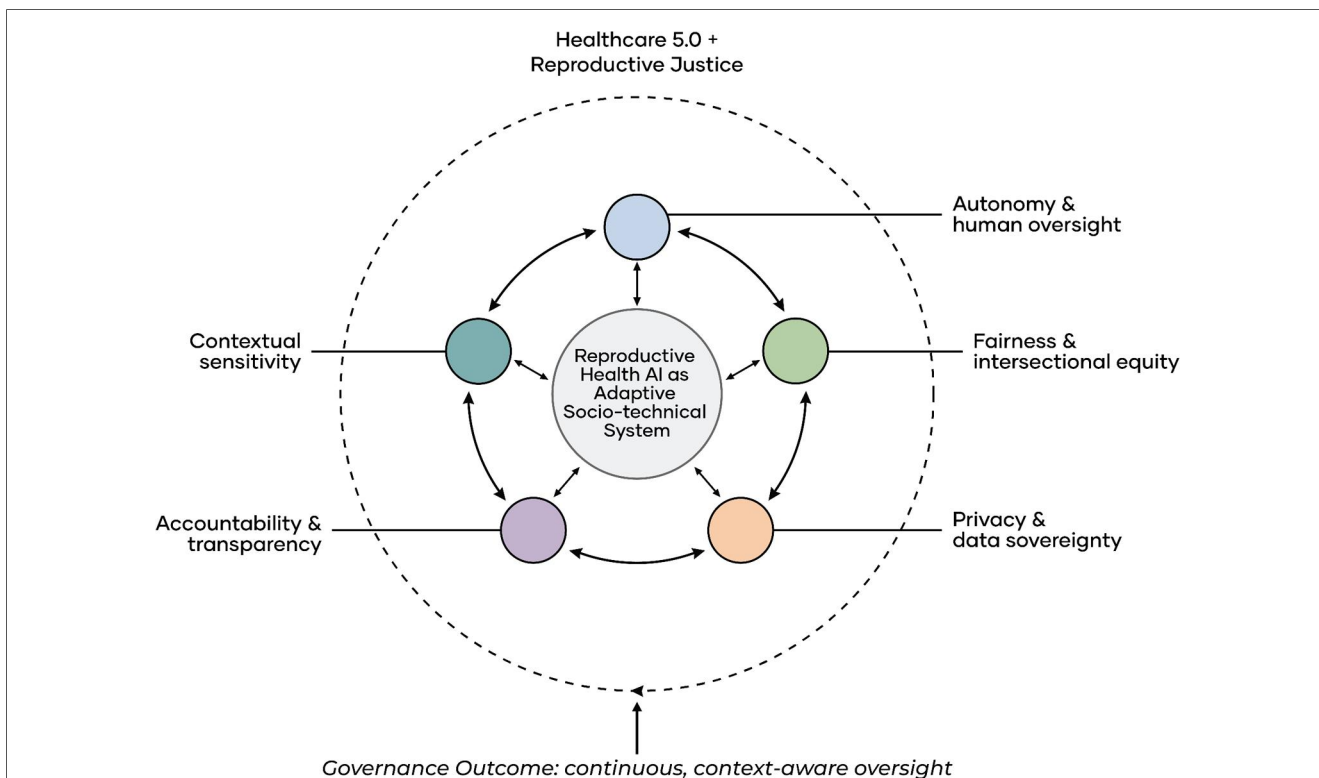 Healthcare 5.0 +
Reproductive Justice
Autonomy &
human oversight
Contextual
sensitivity
Reproductive
Health AI as
Adaptive
Socio-technical
System
Fairness &
intersectional equity
Accountability &
transparency
Privacy &
data sovereignty
Governance Outcome: continuous, context-aware oversight